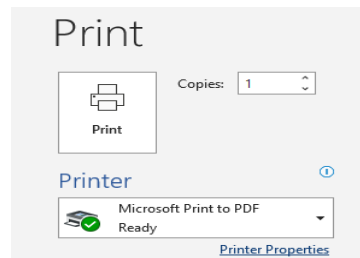 Print
Copies: 1
Print
Printer
Microsoft Print to PDF
Ready
Printer Properties